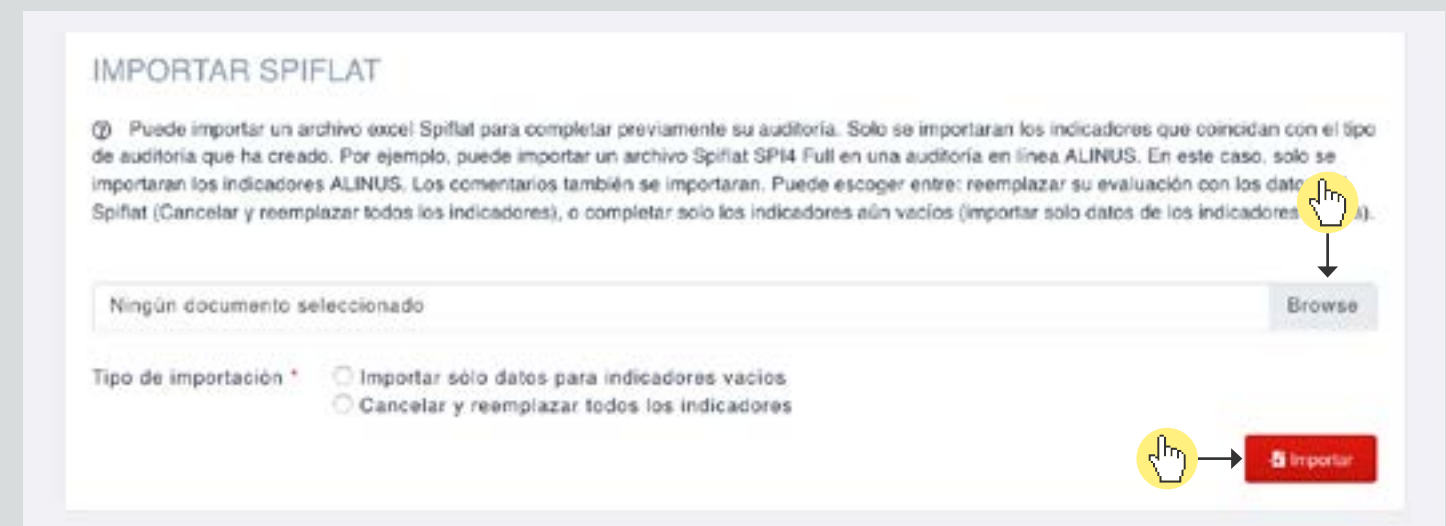 IMPORTAR SPIFLAT
Puede importar un archivo excel Spiflat para completar previamente su auditoría. Solo se importaran los indicadores que coincidan con el tipo
de auditoría que ha creado. Por ejemplo, puede importar un archivo Spiflat SPI4 Full en una auditoría en línea ALINUS. En este caso, solo se
importaran los indicadores ALINUS. Los comentarios también se importaran. Puede escoger entre: reemplazar su evaluación con los
Spiflat (Cancelar y reemplazar todos los indicadores), o completar solo los indicadores aún vacíos (importar solo datos de los indicadores
Ningún documento seleccionado
Browse
Tipo de importación *
Importar sólo datos para indicadores vacios
Cancelar y reemplazar todos los indicadores
Importar